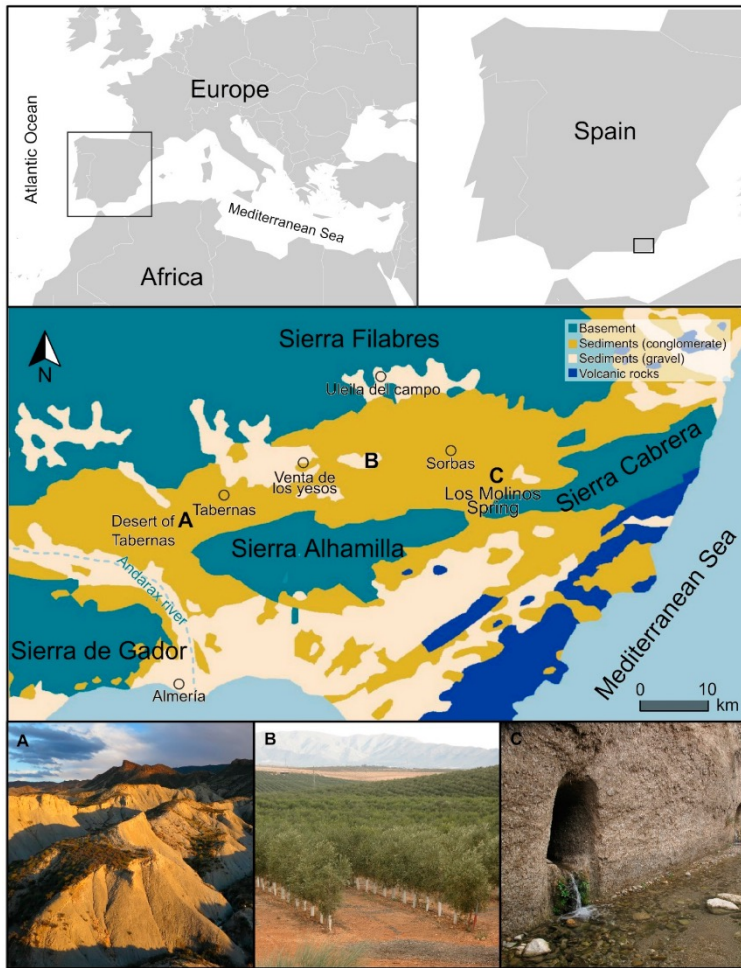 Europe
Atlantic Ocean
Mediterranean Sea
Africa
Spain
N
Sierra Filabres
Basement
Sediments (conglomerate)
Sediments (gravel)
Volcanic rocks
Uleila del campo
B
Sorbas
Venta de
los yesos
C
Los Molinos
Spring
Sierra Cabrera
Tabernas
Desert of A
Tabernas
Sierra Alhamilla
Andarax river
Sierra de Gador
Almería
Mediterranean Sea
0 10
km
A
B
C